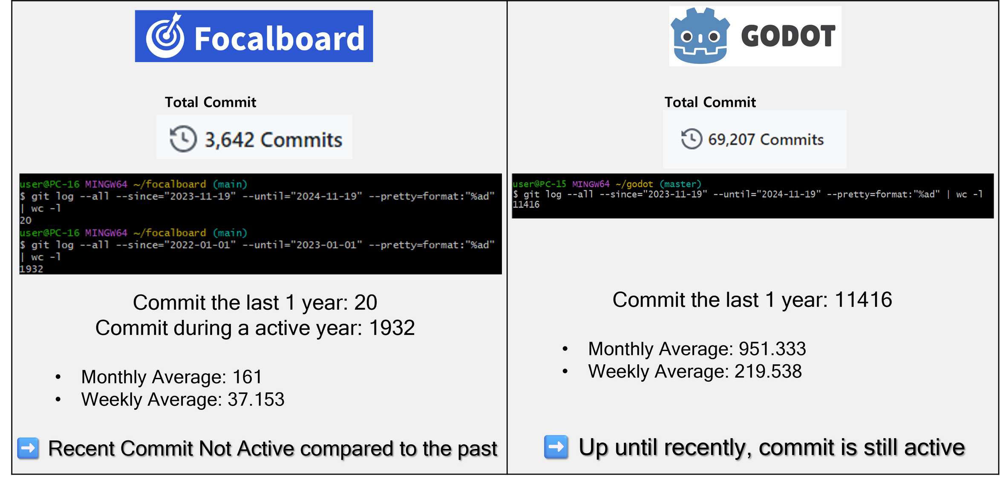 Focalboard
Total Commit
3,642 Commits
user@PC-16 MINGW64 ~/focalboard (main)
$ git log --all --since="2023-11-19" --until="2024-11-19" --pretty=format:"%ad"
| wc -l
20
user@PC-16 MINGW64 ~/focalboard (main)
$ git log --all --since="2022-01-01" --until="2023-01-01" --pretty=format:"%ad"
| wc -l
1932
Commit the last 1 year: 20
Commit during a active year: 1932
• Monthly Average: 161
• Weekly Average: 37.153
➡ Recent Commit Not Active compared to the past
GODOT
Total Commit
69,207 Commits
user@PC-15 MINGW64 ~/godot (master)
$ git log --all --since="2023-11-19" --until="2024-11-19" --pretty=format:"%ad" | wc -l
11416
Commit the last 1 year: 11416
• Monthly Average: 951.333
• Weekly Average: 219.538
➡ Up until recently, commit is still active